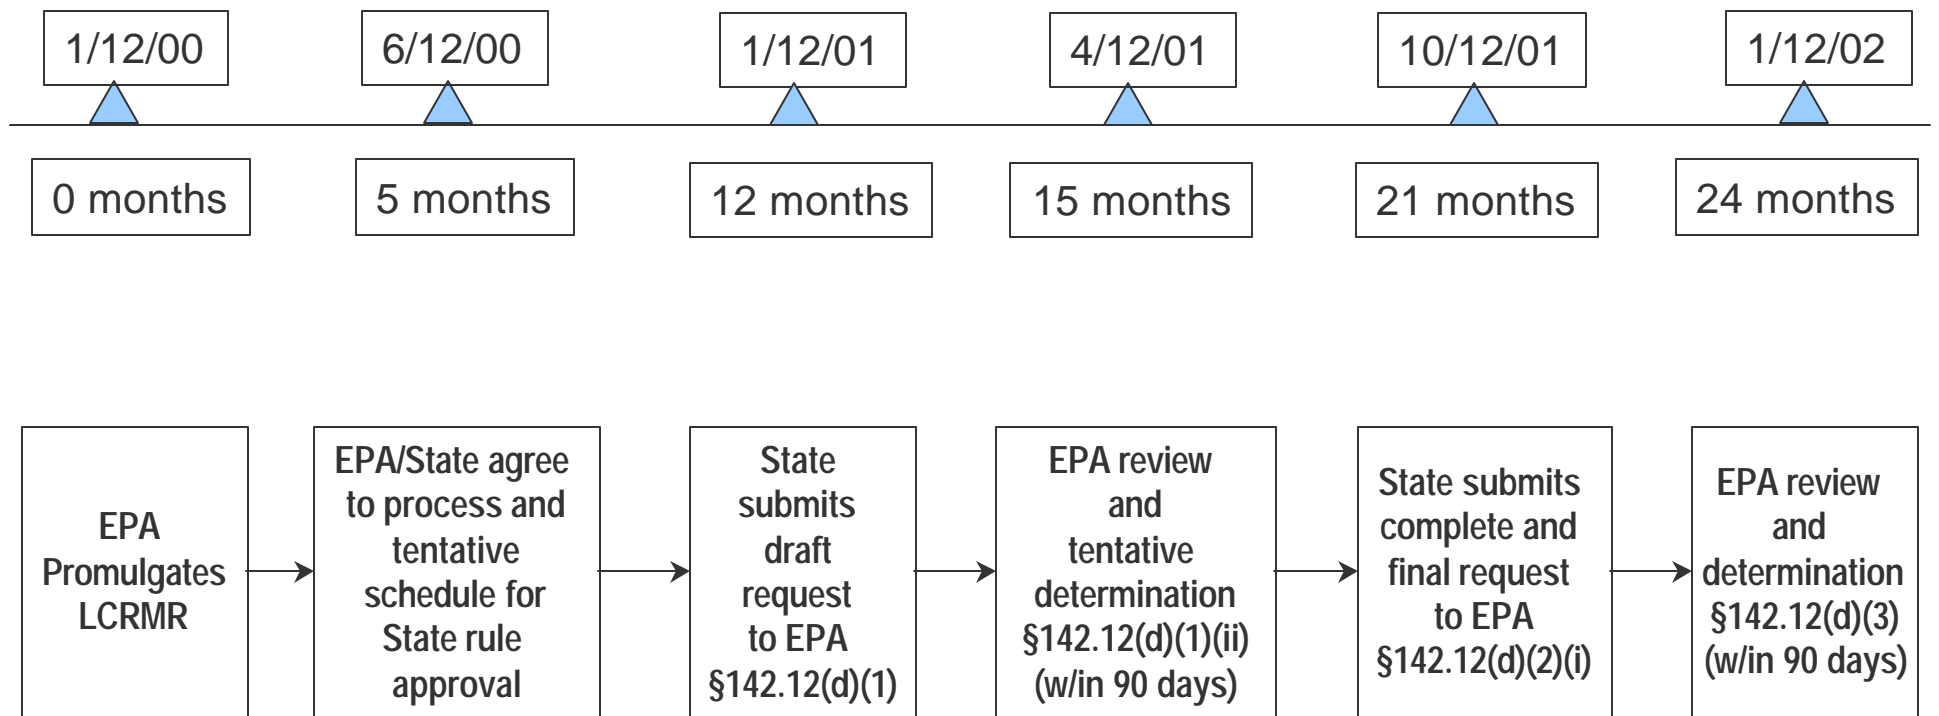 1/12/00
6/12/00
1/12/01
4/12/01
10/12/01
1/12/02
0 months
5 months
12 months
15 months
21 months
24 months
EPA
Promulgates
LCRMR
EPA/State agree
to process and
tentative
schedule for
State rule
approval
State
submits
draft
request
to EPA
§142.12(d)(1)
EPA review
and
tentative
determination
§142.12(d)(1)(ii)
(w/in 90 days)
State submits
complete and
final request
to EPA
§142.12(d)(2)(i)
EPA review
and
determination
§142.12(d)(3)
(w/in 90 days)